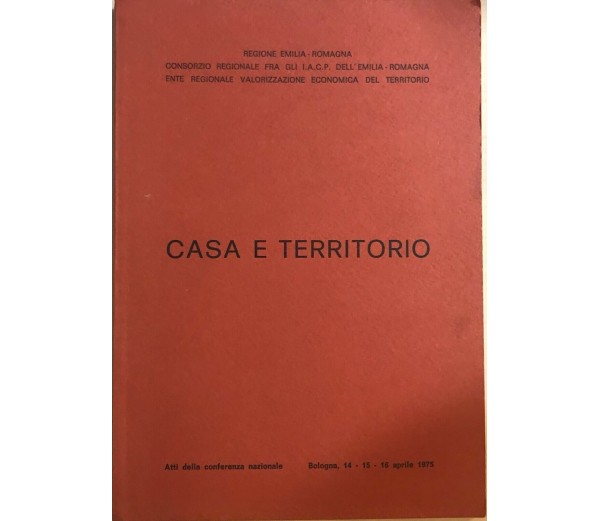 REGIONE EMILIA - ROMAGNA
CONSORZIO REGIONALE FRA GLI I.A.C.P. DELL'EMILIA - ROMAGNA
ENTE REGIONALE VALORIZZAZIONE ECONOMICA DEL TERRITORIO
CASA E TERRITORIO
Atti della conferenza nazionale Bologna, 14 - 15 - 16 aprile 1975